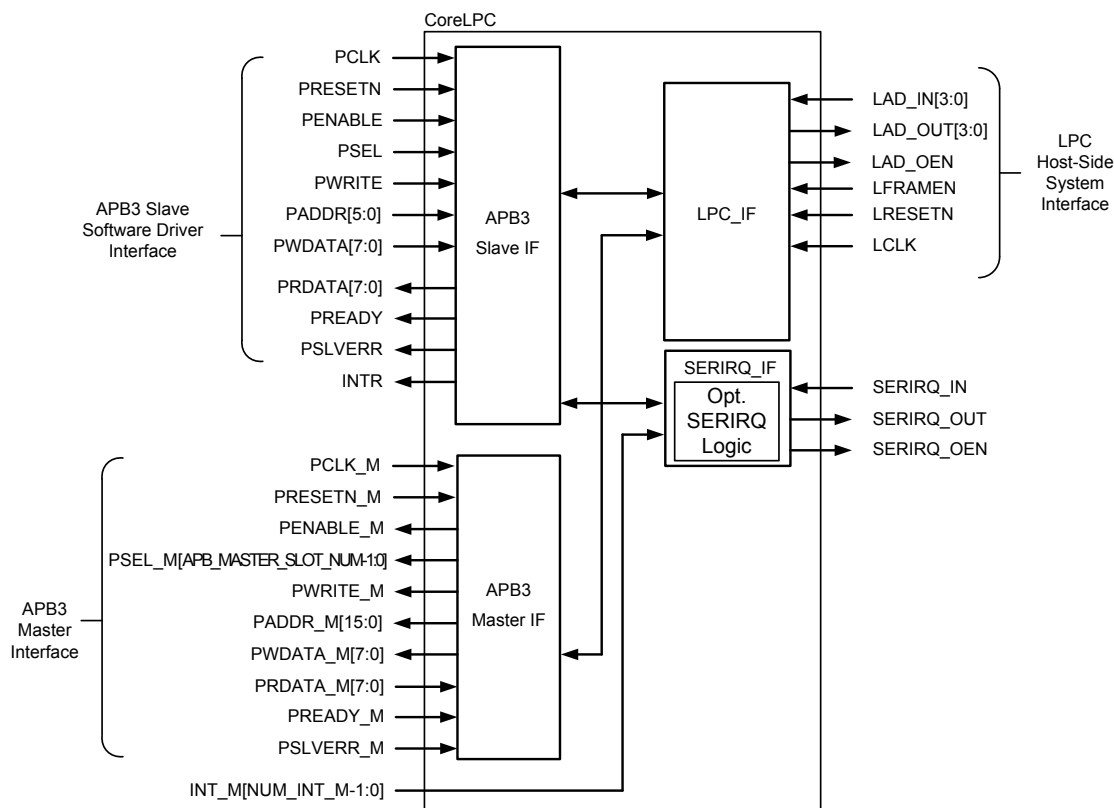 CoreLPC
PCLK
PRESETN
PENABLE
PSEL
PWRITE
PADDR[5:0]
PWDATA[7:0]
PRDATA[7:0]
PREADY
PSLVERR
INTR
APB3 Slave
Software Driver
Interface
APB3
Slave IF
LPC_IF
LAD_IN[3:0]
LAD_OUT[3:0]
LAD_OEN
LFRAMEN
LRESETN
LCLK
LPC
Host-Side
System
Interface
SERIRQ_IF
Opt.
SERIRQ
Logic
SERIRQ_IN
SERIRQ_OUT
SERIRQ_OEN
PCLK_M
PRESETN_M
PENABLE_M
PSEL_M[APB_MASTER_SLOT_NUM-1:0]
PWRITE_M
PADDR_M[15:0]
PWDATA_M[7:0]
PRDATA_M[7:0]
PREADY_M
PSLVERR_M
APB3
Master
Interface
APB3
Master IF
INT_M[NUM_INT_M-1:0]